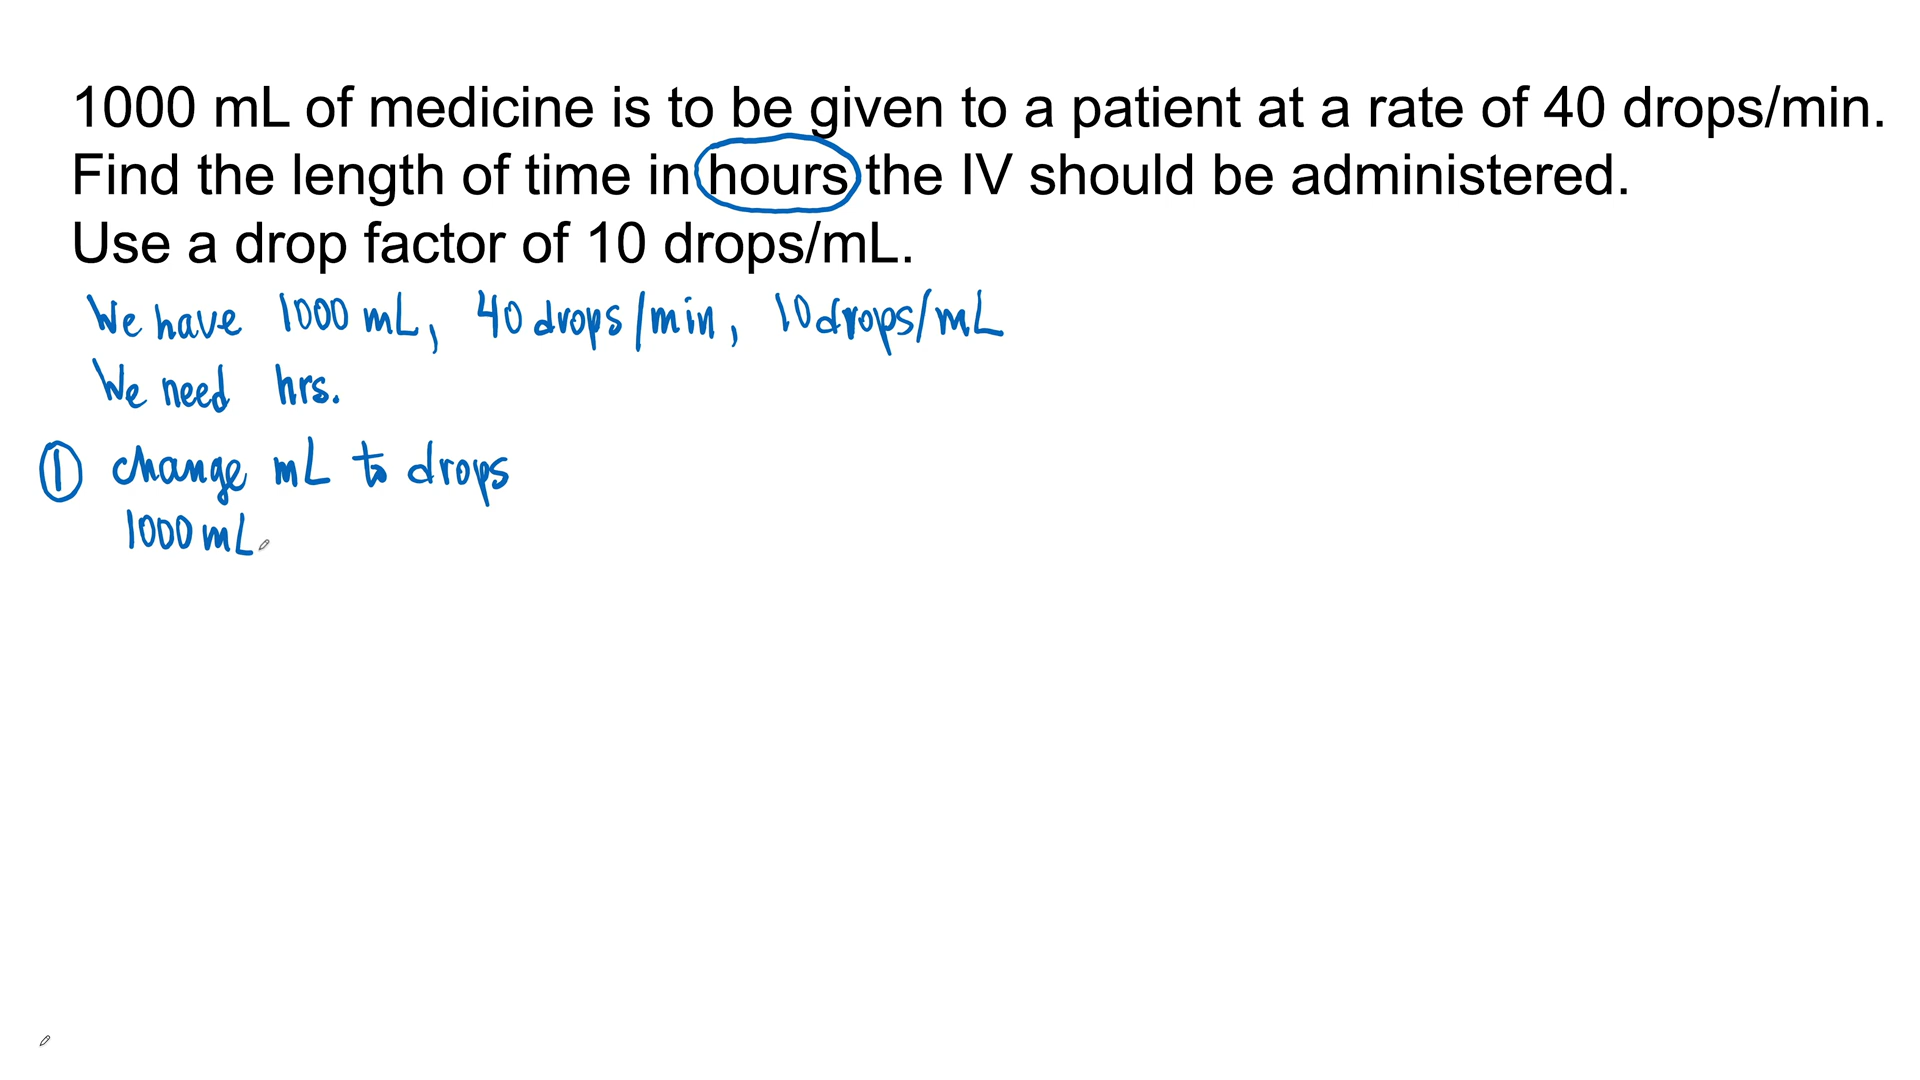 1000 mL of medicine is to be given to a patient at a rate of 40 drops/min.
Find the length of time in hours the IV should be administered.
Use a drop factor of 10 drops/mL.
We have 1000 mL, 40 drops/min, 10 drops/mL
We need hrs.
① change mL to drops
1000 mL